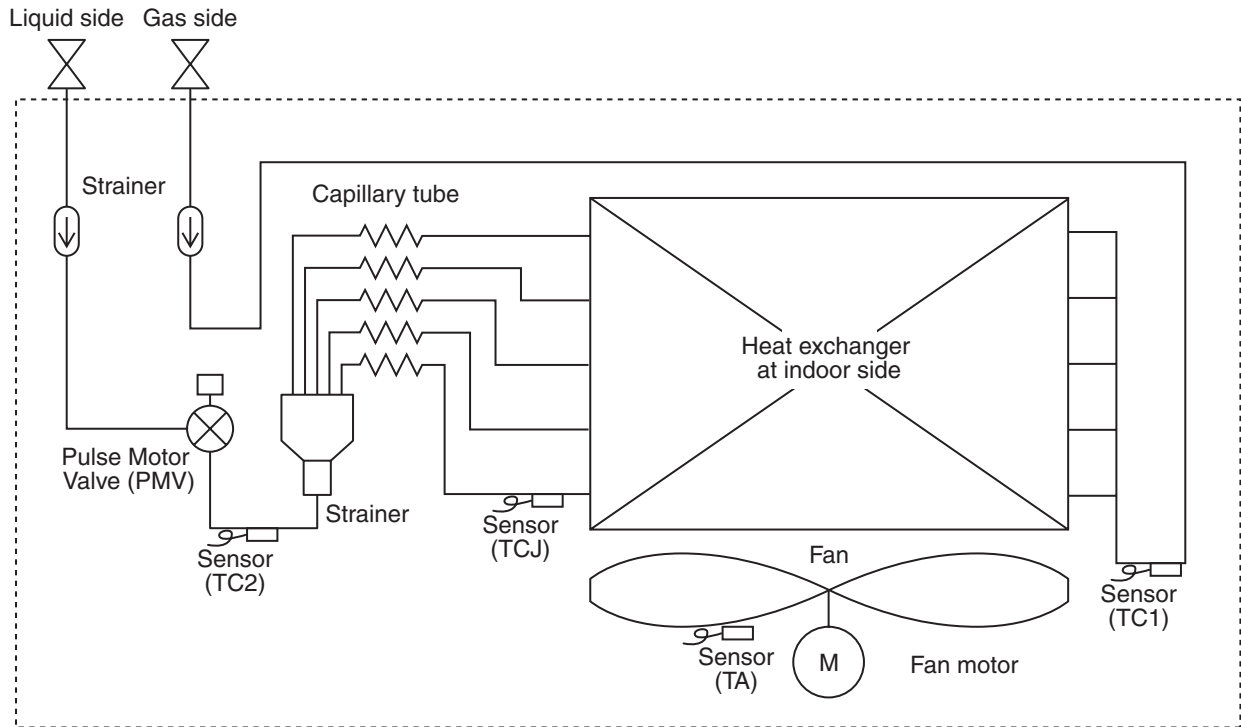 Liquid side
Gas side
Strainer
Capillary tube
Heat exchanger
at indoor side
Pulse Motor
Valve (PMV)
Strainer
Sensor
(TCJ)
Sensor
(TC2)
Fan
Sensor
(TC1)
Sensor
(TA)
M
Fan motor